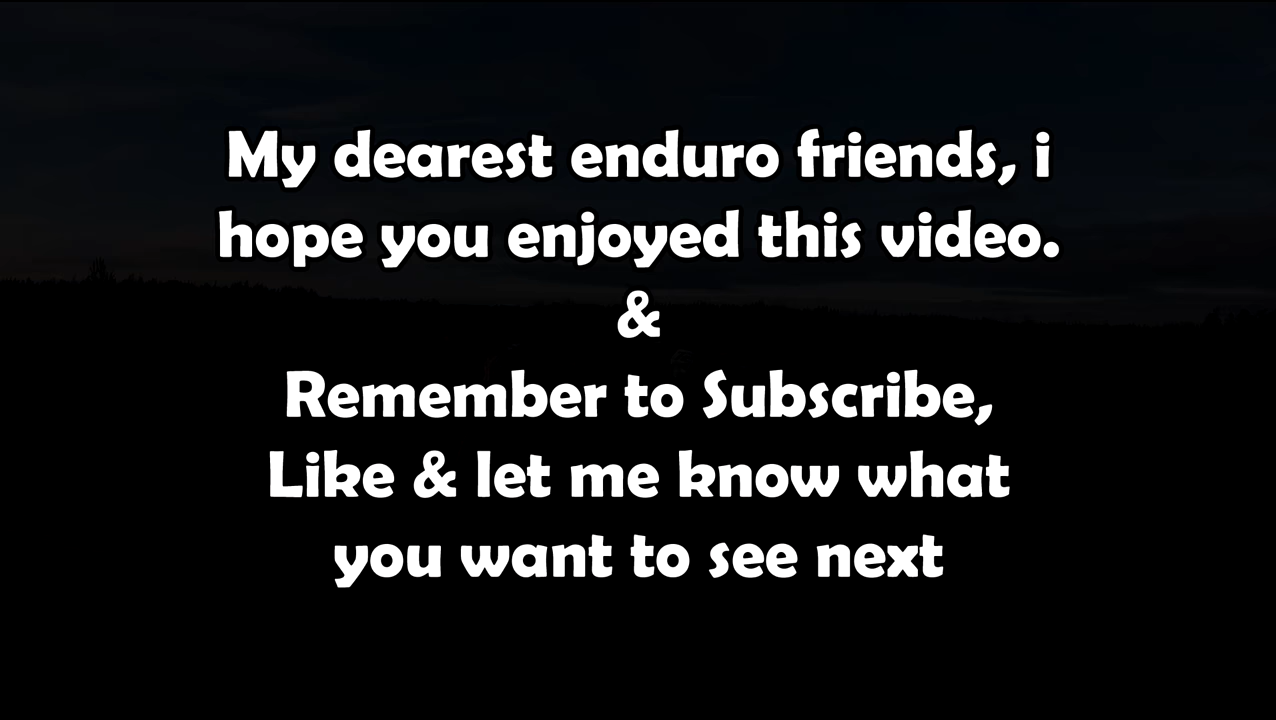 My dearest enduro friends, i
hope you enjoyed this video.
&
Remember to Subscribe,
Like & let me know what
you want to see next